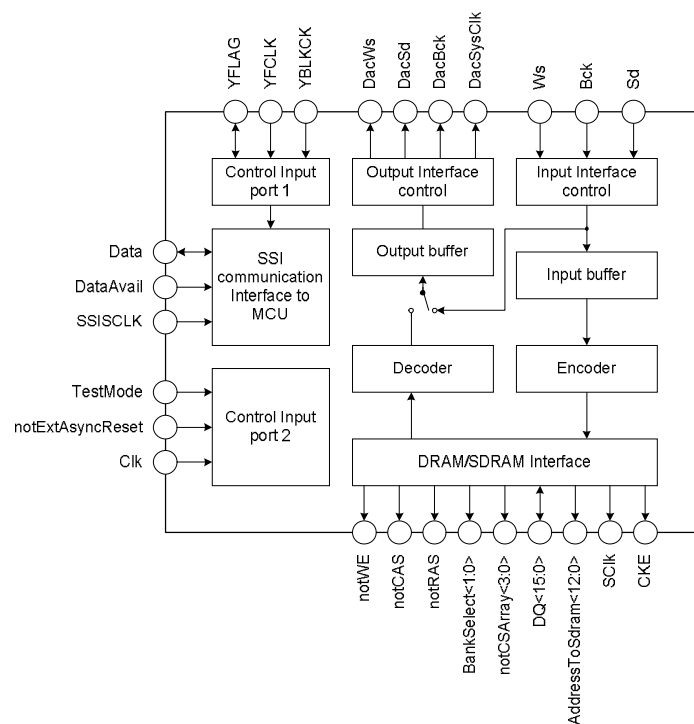 YFLAG
YFCLK
YBLKCK
DacWs
DacSd
DacBck
DacSysClk
Ws
Bck
Sd
Control Input
port 1
Output Interface
control
Input Interface
control
Data
DataAvail
SSISCLK
SSI
communication
Interface to
MCU
Output buffer
Input buffer
Decoder
Encoder
TestMode
notExtAsyncReset
Clk
Control Input
port 2
DRAM/SDRAM Interface
notWE
notCAS
notRAS
BankSelect<1:0>
notCSArray<3:0>
DQ<15:0>
AddressToSdram<12:0>
SClk
CKE